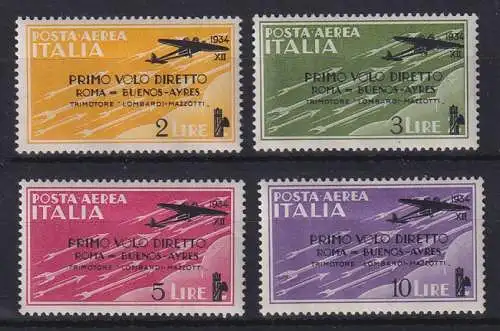 POSTA-AEREA
ITALIA
1934
XII
PRIMO VOLO DIRETTO
ROMA = BUENOS-AYRES
TRIMOTORE "LOMBARDI-MAZZOTTI"
2 LIRE
POSTA-AEREA
ITALIA
1934
XII
PRIMO VOLO DIRETTO
ROMA = BUENOS-AYRES
TRIMOTORE "LOMBARDI-MAZZOTTI"
3 LIRE
POSTA-AEREA
ITALIA
1934
XII
PRIMO VOLO DIRETTO
ROMA = BUENOS-AYRES
TRIMOTORE "LOMBARDI-MAZZOTTI"
5 LIRE
POSTA-AEREA
ITALIA
1934
XII
PRIMO VOLO DIRETTO
ROMA = BUENOS-AYRES
TRIMOTORE "LOMBARDI-MAZZOTTI"
10 LIRE